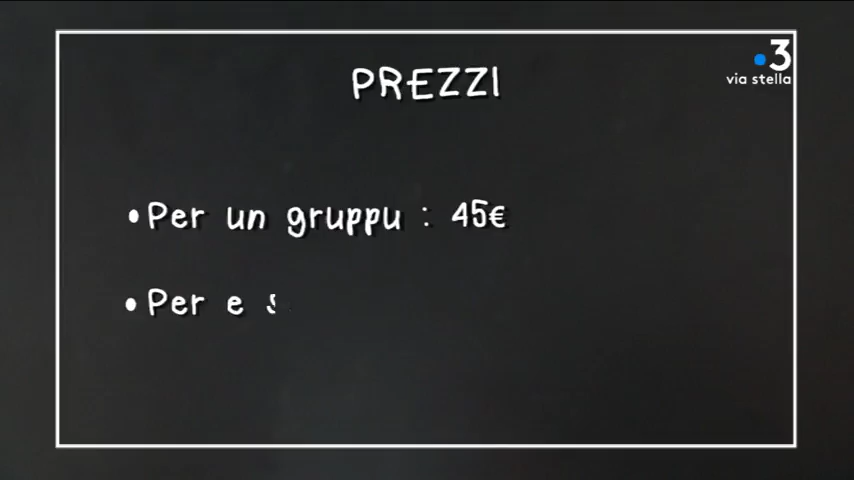 3
via stella
PREZZI
•Per un gruppu : 45€
•Per e